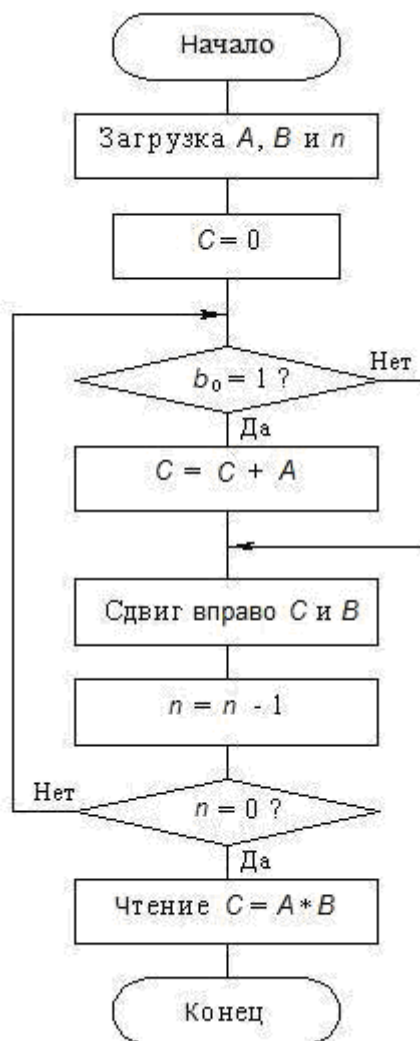 Начало
Загрузка A, B и n
C = 0
b₀ = 1 ?
Нет
Да
C = C + A
Сдвиг вправо C и B
n = n - 1
Нет
n = 0 ?
Да
Чтение C = A * B
Конец